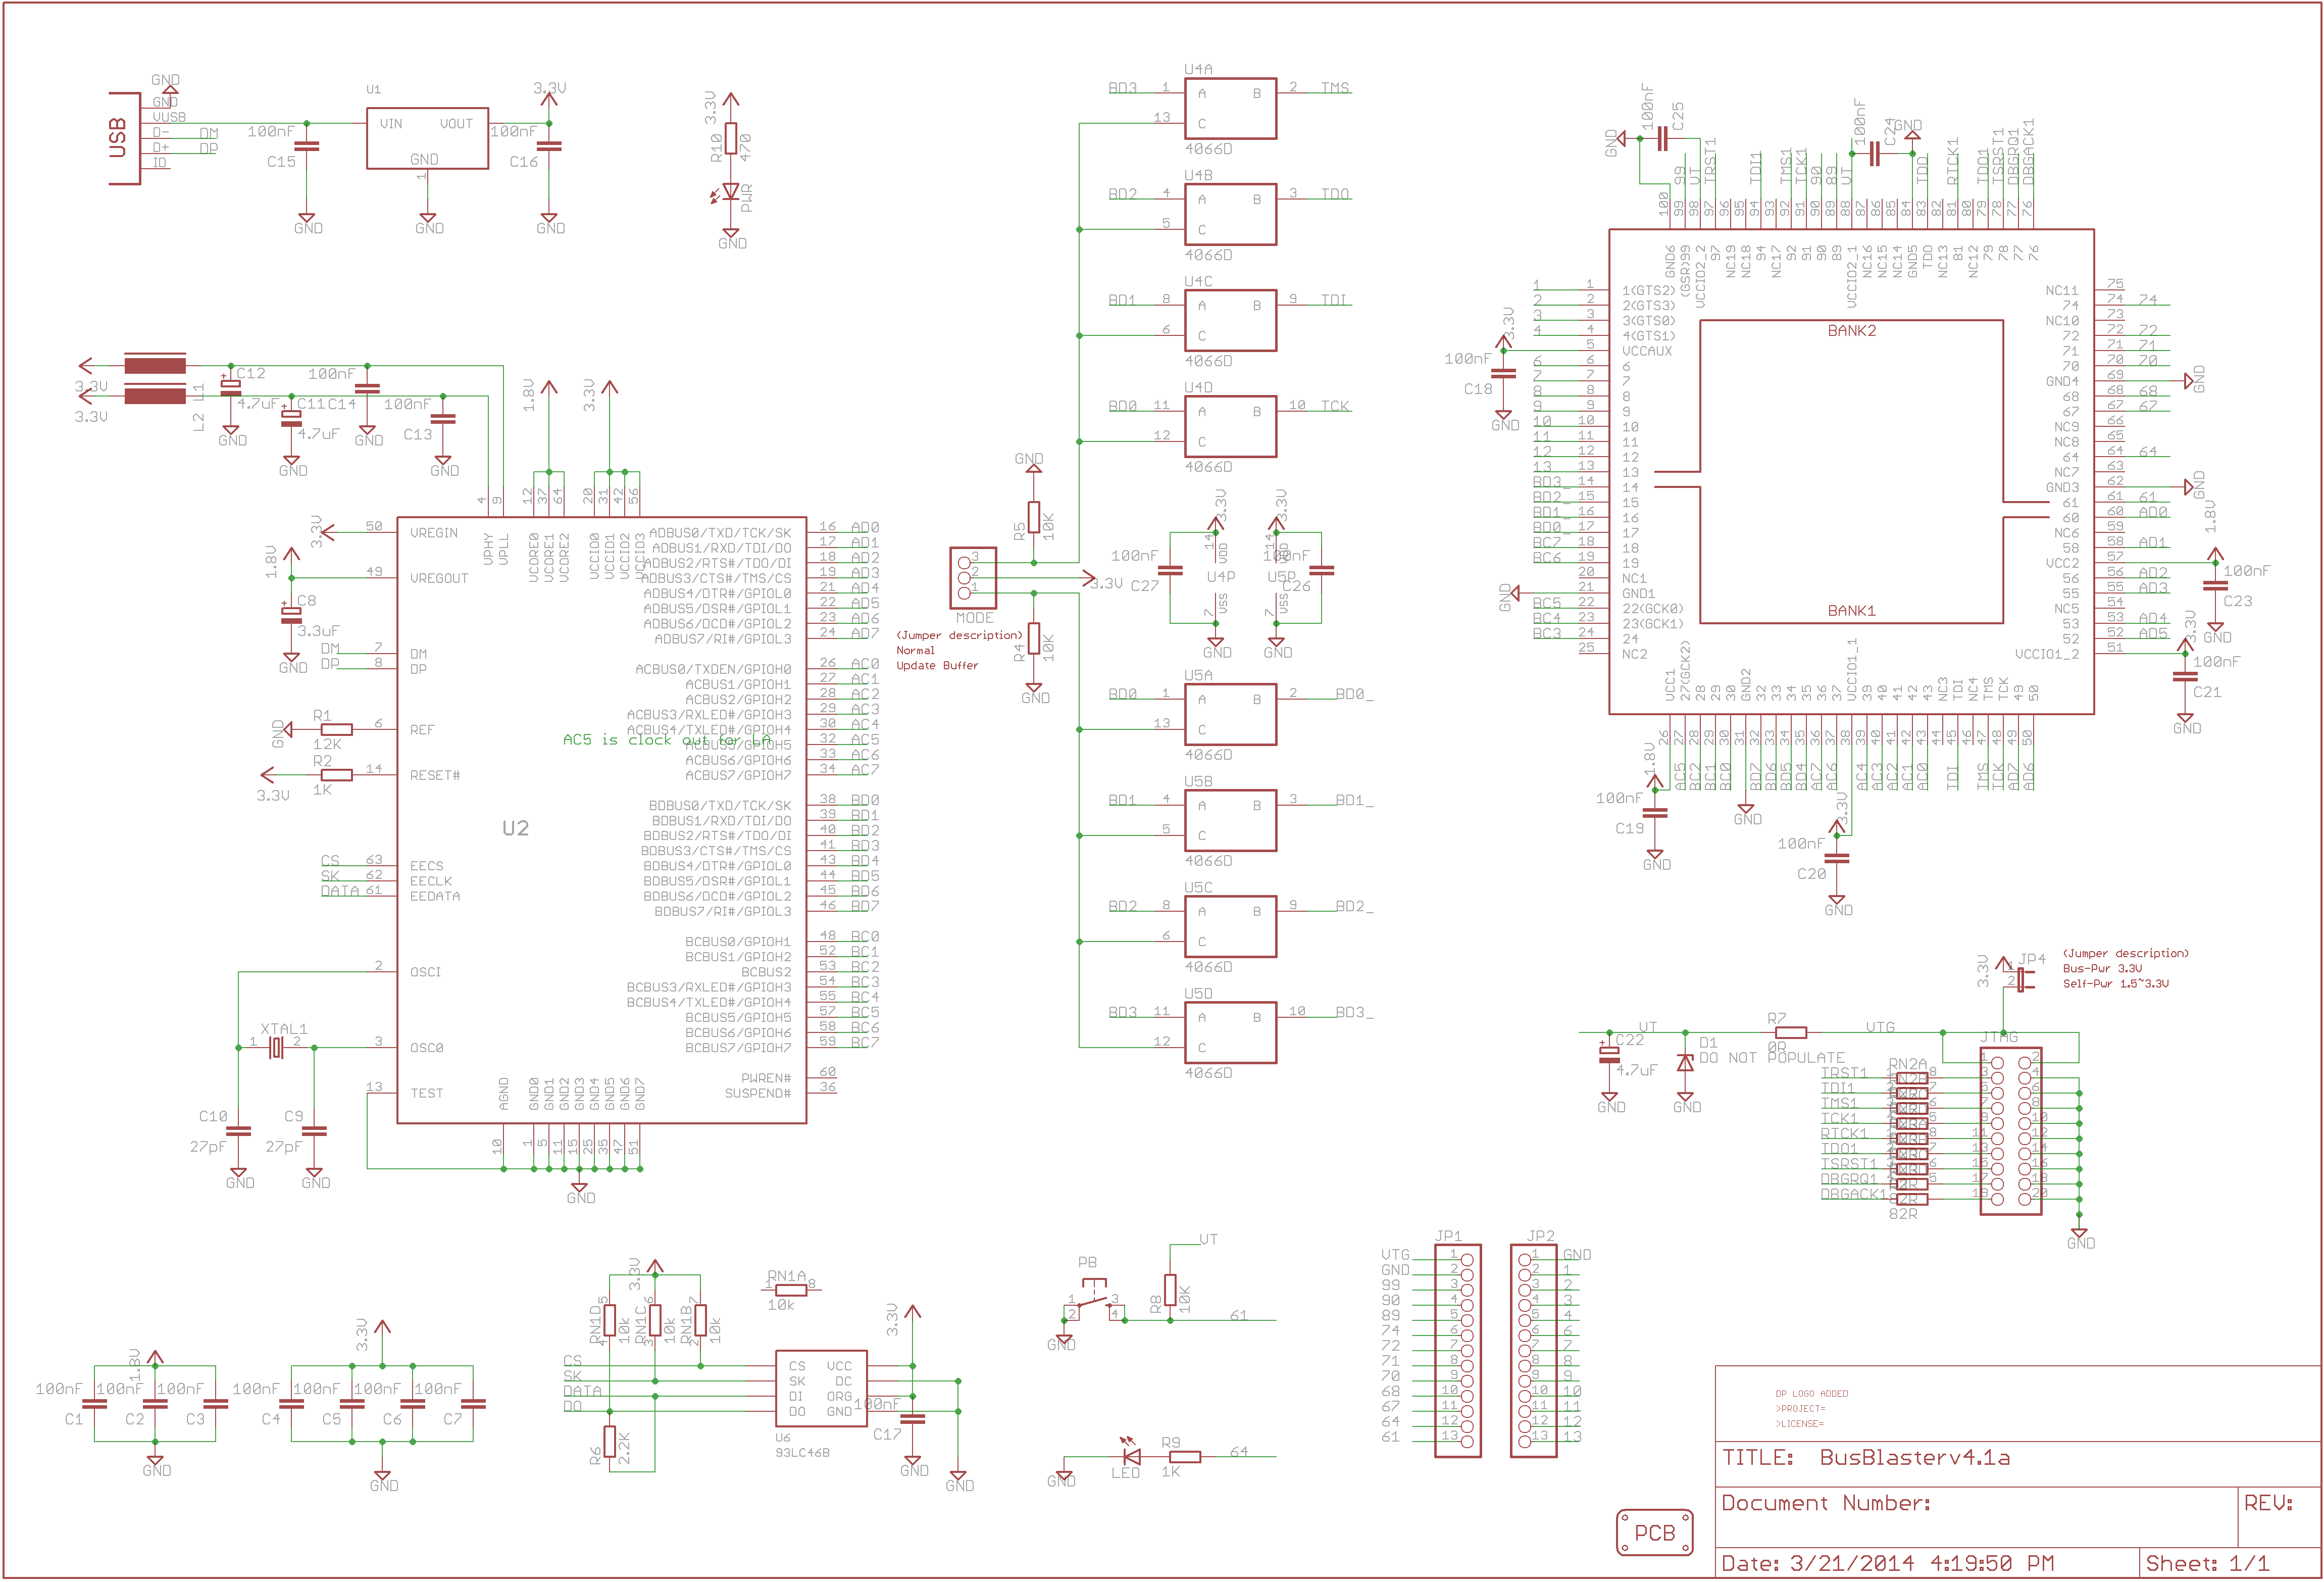 GND
USB
GND
VUSB
D-
DM
D+
DP
ID
100nF
C15
GND
U1
VIN
VOUT
GND
1
GND
3.3V
100nF
C16
GND
3.3V
R10
470
PWR
GND
3.3V
3.3V
L1
L2
C12
4.7uF
GND
C11
4.7uF
GND
100nF
C14
GND
100nF
C13
GND
1.8V
3.3V
4 9 12 37 64 20 31 42 56
VPHY
VPLL
VCORE0
VCORE1
VCORE2
VCCIO0
VCCIO1
VCCIO2
VCCIO3
3.3V
50 VREGIN
1.8V
49 VREGOUT
C8
3.3uF
GND
DM 7 DM
DP 8 DP
GND
R1
12K
6 REF
R2
1K
3.3V
14 RESET#
U2
CS 63 EECS
SK 62 EECLK
DATA 61 EEDATA
2 OSCI
XTAL1
1 2
3 OSCO
13 TEST
C10
27pF
GND
C9
27pF
GND
ADBUS0/TXD/TCK/SK 16 AD0
ADBUS1/RXD/TDI/DO 17 AD1
ADBUS2/RTS#/TDO/DI 18 AD2
ADBUS3/CTS#/TMS/CS 19 AD3
ADBUS4/DTR#/GPIOL0 21 AD4
ADBUS5/DSR#/GPIOL1 22 AD5
ADBUS6/DCD#/GPIOL2 23 AD6
ADBUS7/RI#/GPIOL3 24 AD7
ACBUS0/TXDEN/GPIOH0 26 AC0
ACBUS1/GPIOH1 27 AC1
ACBUS2/GPIOH2 28 AC2
ACBUS3/RXLED#/GPIOH3 29 AC3
ACBUS4/TXLED#/GPIOH4 30 AC4
AC5 is clock out for LA
ACBUS5/GPIOH5 32 AC5
ACBUS6/GPIOH6 33 AC6
ACBUS7/GPIOH7 34 AC7
BDBUS0/TXD/TCK/SK 38 BD0
BDBUS1/RXD/TDI/DO 39 BD1
BDBUS2/RTS#/TDO/DI 40 BD2
BDBUS3/CTS#/TMS/CS 41 BD3
BDBUS4/DTR#/GPIOL0 43 BD4
BDBUS5/DSR#/GPIOL1 44 BD5
BDBUS6/DCD#/GPIOL2 45 BD6
BDBUS7/RI#/GPIOL3 46 BD7
BCBUS0/GPIOH1 48 BC0
BCBUS1/GPIOH2 52 BC1
BCBUS2 53 BC2
BCBUS3/RXLED#/GPIOH3 54 BC3
BCBUS4/TXLED#/GPIOH4 55 BC4
BCBUS5/GPIOH5 57 BC5
BCBUS6/GPIOH6 58 BC6
BCBUS7/GPIOH7 59 BC7
PWREN# 60
SUSPEND# 36
AGND GND0 GND1 GND2 GND3 GND4 GND5 GND6 GND7
10 1 5 11 15 25 35 47 51
GND
U4A
BD3 1 A B 2 TMS
13 C
4066D
U4B
BD2 4 A B 3 TDO
5 C
4066D
U4C
BD1 8 A B 9 TDI
6 C
4066D
U4D
BD0 11 A B 10 TCK
12 C
4066D
GND
R5
10K
3
2
1
3.3V
MODE
(Jumper description)
Normal
Update Buffer
R4
10K
GND
3.3V
100nF
C27
14 VDD
U4P
7 VSS
GND
3.3V
14 VDD
U5P
7 VSS
GND
100nF
C26
U5A
BD0 1 A B 2 BD0_
13 C
4066D
U5B
BD1 4 A B 3 BD1_
5 C
4066D
U5C
BD2 8 A B 9 BD2_
6 C
4066D
U5D
BD3 11 A B 10 BD3_
12 C
4066D
GND
100nF
C25
100nF
C24
GND
99 VT TRST1 TDI1 TMS1 TCK1 90 89 VT TDO RTCK1 TDO1 TSRST1 DBGRQ1 DBGACK1
100 99 98 97 96 95 94 93 92 91 90 89 88 87 86 85 84 83 82 81 80 79 78 77 76
GND6 (GSR)99 VCCIO2_2 97 NC19 NC18 94 NC17 92 91 90 89 VCCIO2_1 NC16 NC15 NC14 GND5 TDO NC13 81 NC12 79 78 77 76
BANK2
BANK1
1 1 1(GTS2)
2 2 2(GTS3)
3 3 3(GTS0)
4 4 4(GTS1)
5 VCCAUX
3.3V
100nF
C18
GND
6 6 6
7 7 7
8 8 8
9 9 9
10 10 10
11 11 11
12 12 12
13 13 13
BD3_ 14 14
BD2_ 15 15
BD1_ 16 16
BD0_ 17 17
BC7 18 18
BC6 19 19
20 NC1
GND 21 GND1
BC5 22 22(GCK0)
BC4 23 23(GCK1)
BC3 24 24
25 NC2
NC11 75
74 74 74
NC10 73
72 72 72
71 71 71
70 70 70
GND4 69 GND
68 68 68
67 67 67
NC9 66
NC8 65
64 64 64
NC7 63
GND3 62 GND
61 61 61
60 60 AD0
NC6 59
58 58 AD1
VCC2 57
56 56 AD2
55 55 AD3
NC5 54
53 53 AD4
52 52 AD5
VCCIO1_2 51
1.8V
100nF
C23
GND
3.3V
100nF
C21
GND
VCC1 27(GCK2) 28 29 30 GND2 32 33 34 35 36 37 VCCIO1_1 39 40 41 42 43 NC3 TDI NC4 TMS TCK 49 50
26 27 28 29 30 31 32 33 34 35 36 37 38 39 40 41 42 43 44 45 46 47 48 49 50
AC5 BC2 BC1 BC0 BD7 BD6 BD5 BD4 AC7 AC6 AC4 AC3 AC2 AC1 AC0 TDI TMS TCK AD7 AD6
1.8V
100nF
C19
GND
GND
3.3V
100nF
C20
GND
3.3V
1
2
JP4
(Jumper description)
Bus-Pwr 3.3V
Self-Pwr 1.5~3.3V
VT
C22
4.7uF
GND
D1
DO NOT POPULATE
GND
R7
0R
VTG
JTAG
1 2
3 4
5 6
7 8
9 10
11 12
13 14
15 16
17 18
19 20
RN2A
TRST1
TDI1
TMS1
TCK1
RTCK1
TDO1
TSRST1
DBGRQ1
DBGACK1
82R
82R
GND
1.8V
100nF 100nF 100nF
C1 C2 C3
GND
3.3V
100nF 100nF 100nF 100nF
C4 C5 C6 C7
GND
3.3V
RN1D
10k
RN1C
10k
RN1B
10k
RN1A
1 8
10k
CS
SK
DATA
DO
R6
2.2K
CS VCC
SK DC
DI ORG
DO GND
U6
93LC46B
3.3V
100nF
C17
GND
GND
PB
1 3
2 4
GND
VT
R8
10K
61
GND
LED
R9
1K
64
JP1
VTG 1
GND 2
99 3
90 4
89 5
74 6
72 7
71 8
70 9
68 10
67 11
64 12
61 13
JP2
1 GND
2 1
3 2
4 3
5 4
6 6
7 7
8 8
9 9
10 10
11 11
12 12
13 13
DP LOGO ADDED
>PROJECT=
>LICENSE=
TITLE: BusBlasterv4.1a
Document Number:
REV:
Date: 3/21/2014 4:19:50 PM
Sheet: 1/1
PCB